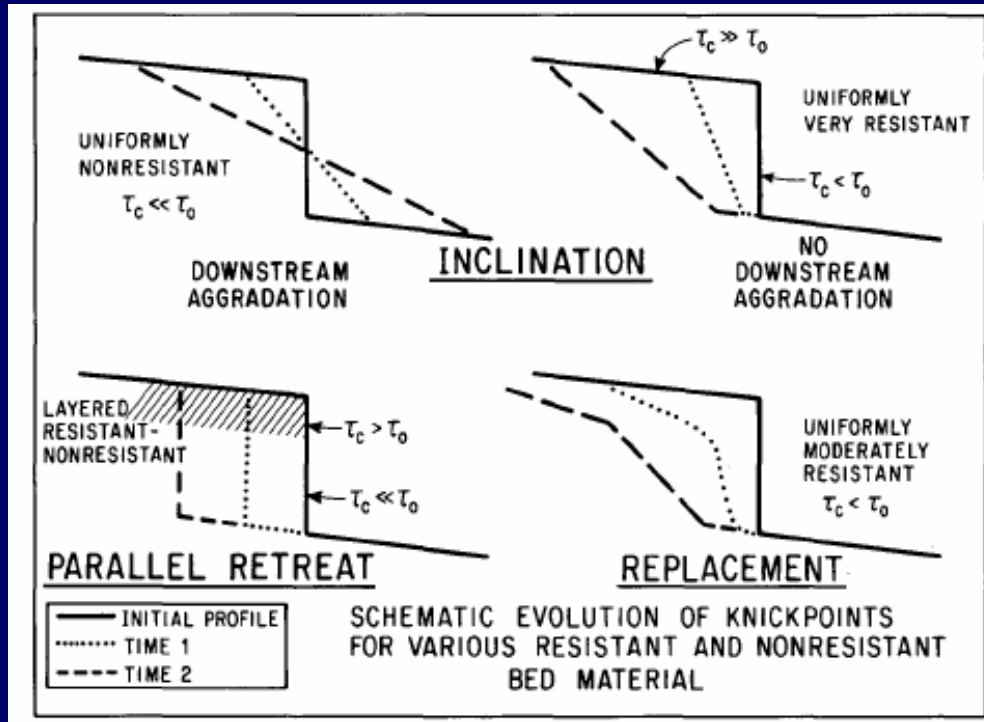 τc ≫ τo
UNIFORMLY
NONRESISTANT
τc ≪ τo
DOWNSTREAM
AGGRADATION
UNIFORMLY
VERY RESISTANT
τc < τo
NO
DOWNSTREAM
AGGRADATION
INCLINATION
LAYERED
RESISTANT-
NONRESISTANT
τc > τo
τc ≪ τo
PARALLEL RETREAT
UNIFORMLY
MODERATELY
RESISTANT
τc < τo
REPLACEMENT
INITIAL PROFILE
TIME 1
TIME 2
SCHEMATIC EVOLUTION OF KNICKPOINTS
FOR VARIOUS RESISTANT AND NONRESISTANT
BED MATERIAL